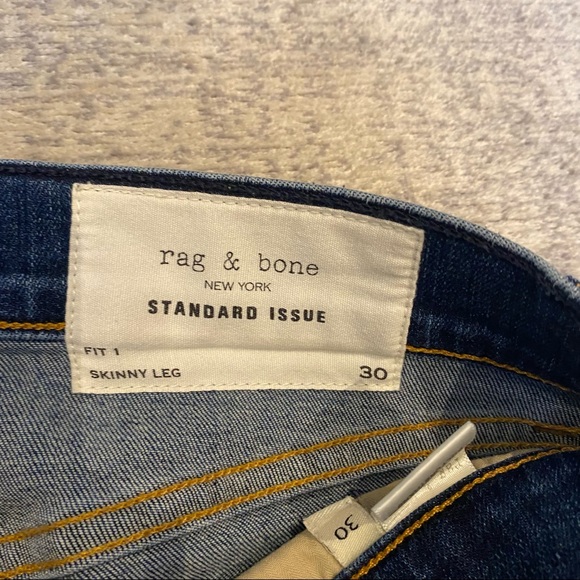 rag & bone
NEW YORK
STANDARD ISSUE
FIT 1
SKINNY LEG 30
30